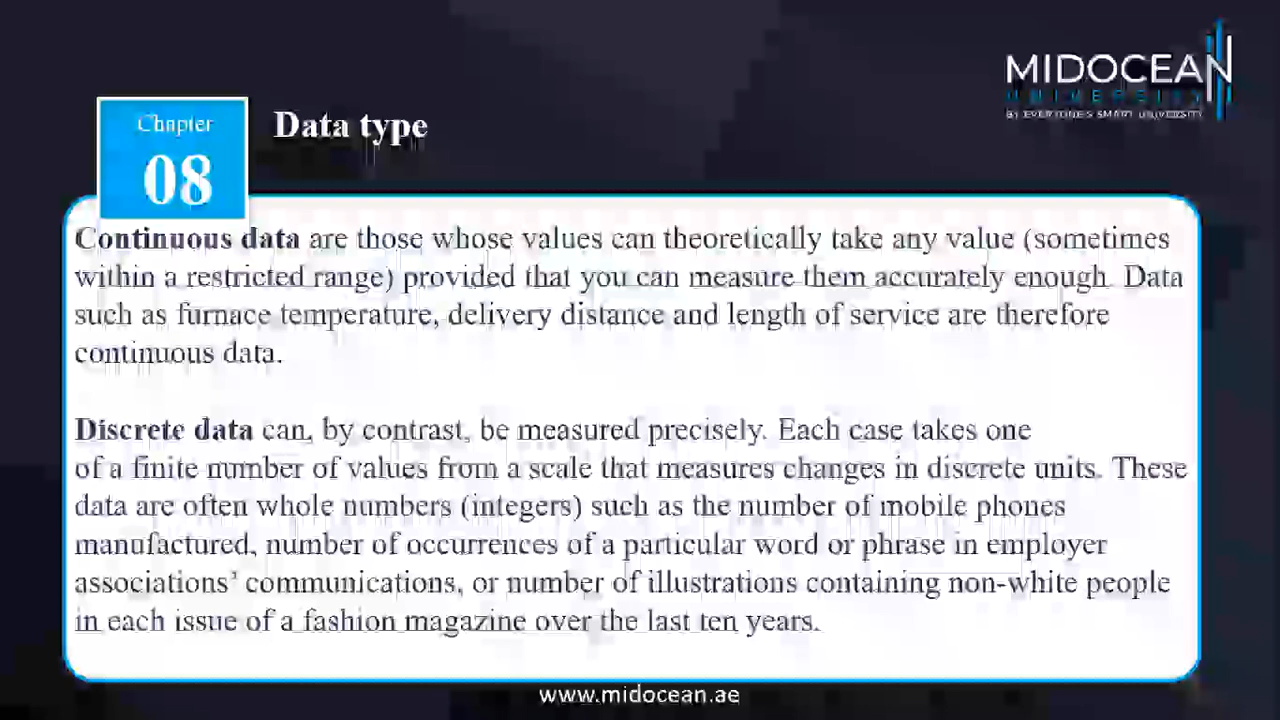 MIDOCEAN
UNIVERSITY
BY EVERYONE'S SMART UNIVERSITY
Chapter
08
Data type
Continuous data are those whose values can theoretically take any value (sometimes
within a restricted range) provided that you can measure them accurately enough. Data
such as furnace temperature, delivery distance and length of service are therefore
continuous data.
Discrete data can, by contrast, be measured precisely. Each case takes one
of a finite number of values from a scale that measures changes in discrete units. These
data are often whole numbers (integers) such as the number of mobile phones
manufactured, number of occurrences of a particular word or phrase in employer
associations’ communications, or number of illustrations containing non-white people
in each issue of a fashion magazine over the last ten years.
www.midocean.ae